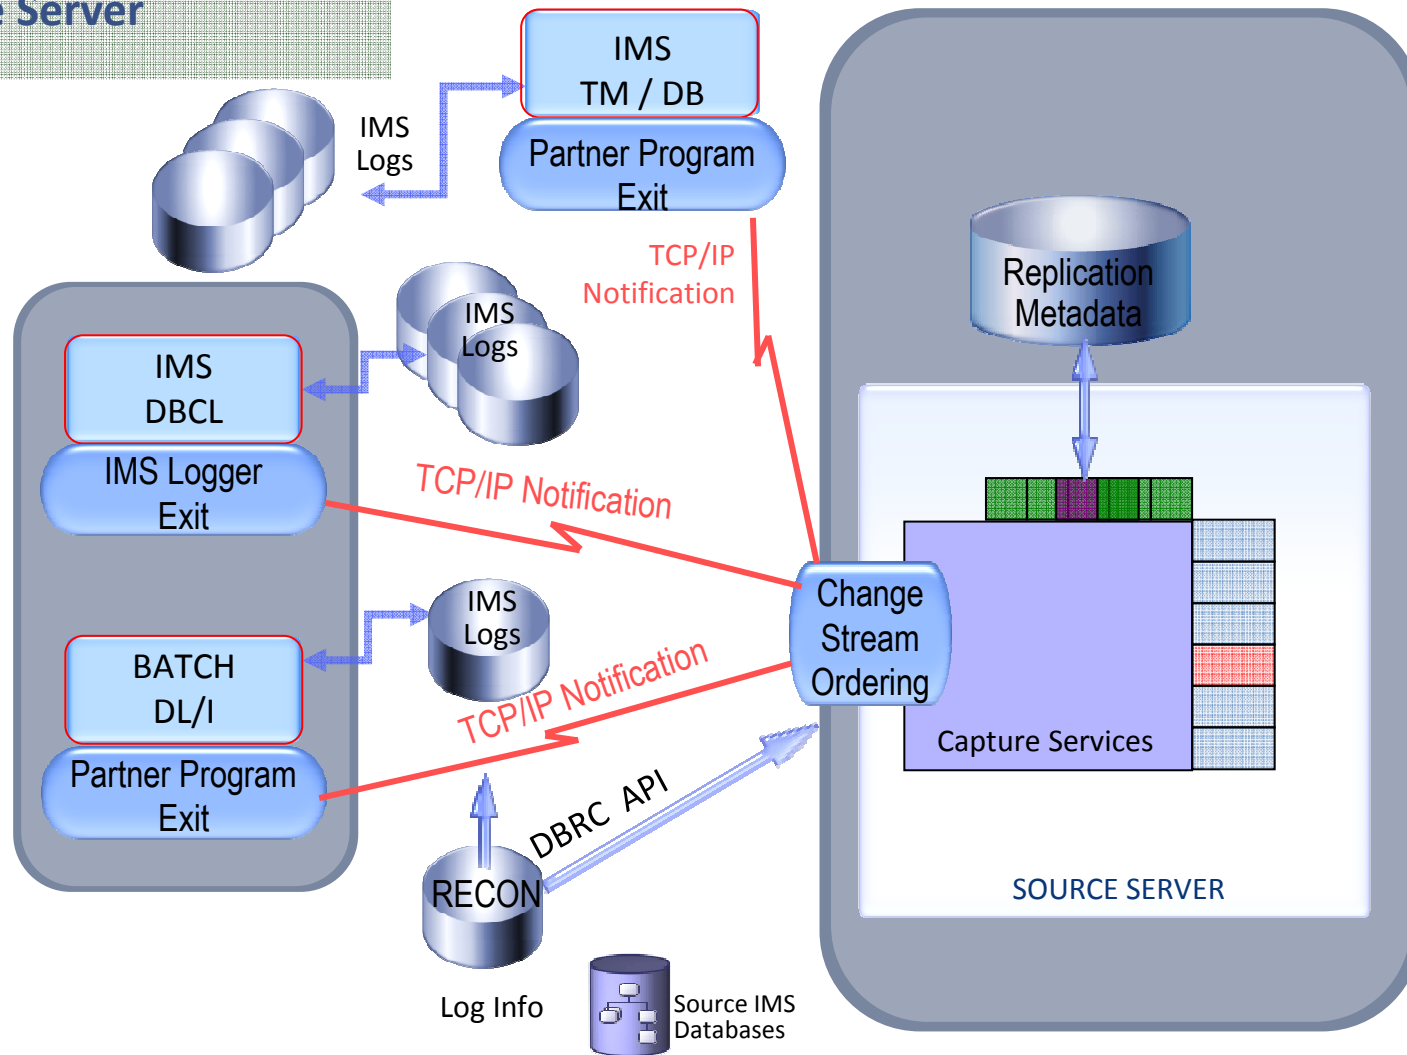 Server
IMS
TM / DB
Partner Program
Exit
IMS
Logs
TCP/IP
Notification
Replication
Metadata
IMS
Logs
IMS
DBCL
IMS Logger
Exit
TCP/IP Notification
IMS
Logs
Change
Stream
Ordering
BATCH
DL/I
Partner Program
Exit
TCP/IP Notification
Capture Services
DBRC API
RECON
Log Info
SOURCE SERVER
Source IMS
Databases